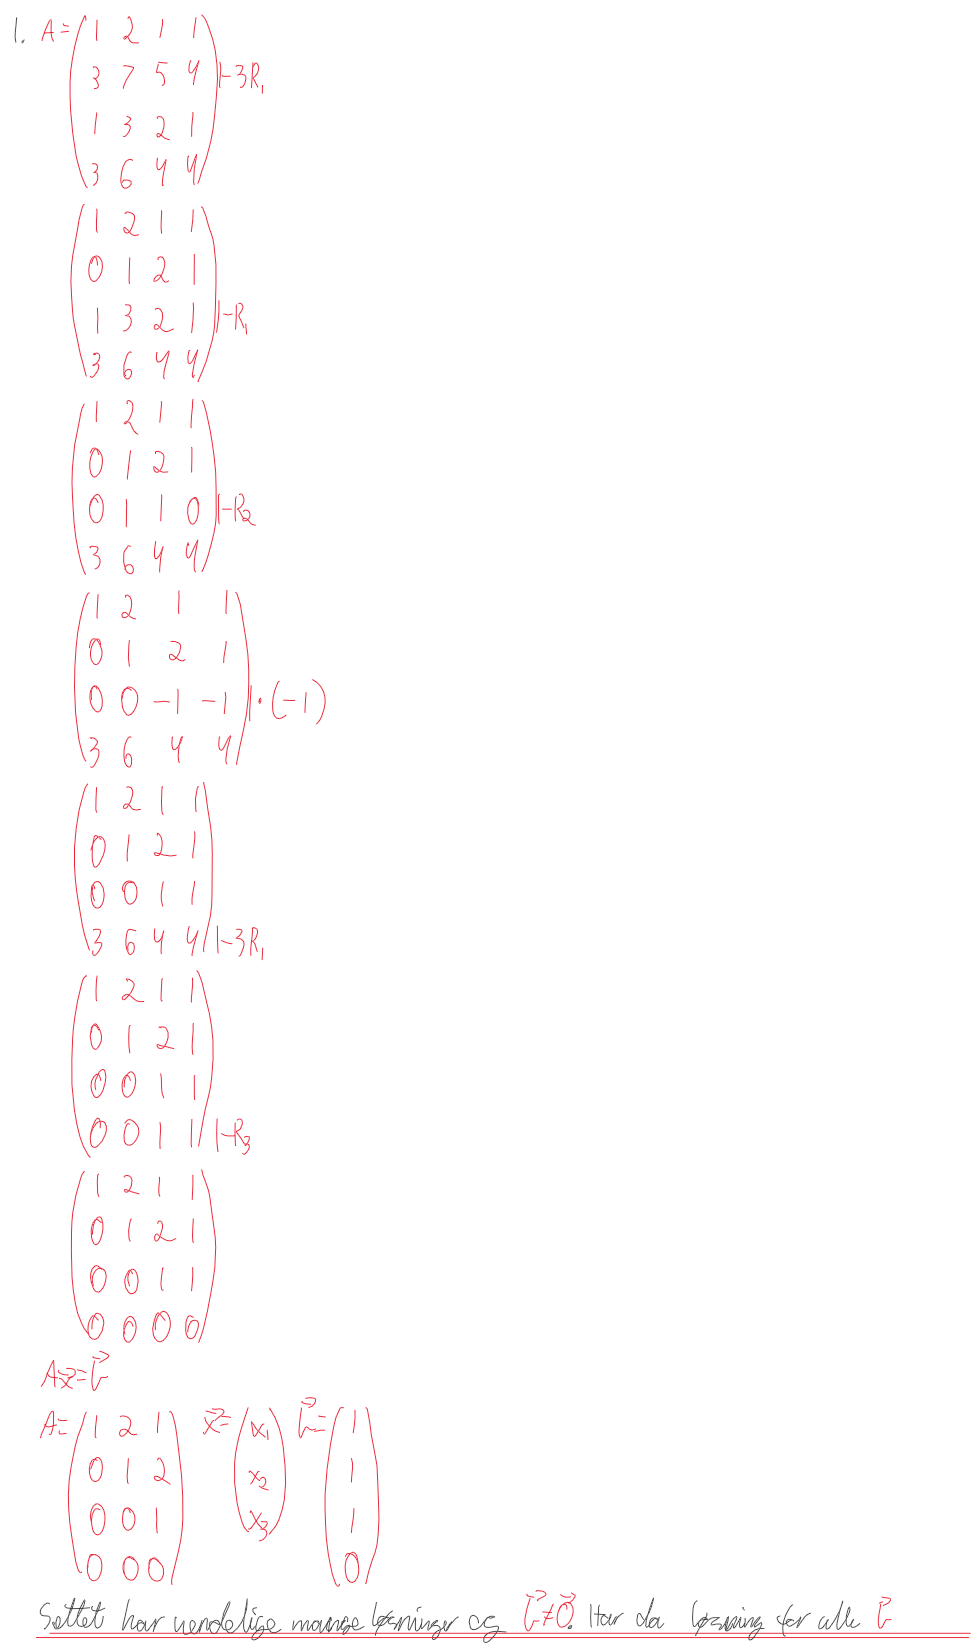 1. A= (1 2 1 1
3 7 5 4 |-3R₁
1 3 2 1
3 6 4 4)
(1 2 1 1
0 1 2 1
1 3 2 1 |-R₁
3 6 4 4)
(1 2 1 1
0 1 2 1
0 1 1 0 |-R₂
3 6 4 4)
(1 2 1 1
0 1 2 1
0 0 -1 -1 |·(-1)
3 6 4 4)
(1 2 1 1
0 1 2 1
0 0 1 1
3 6 4 4) |-3R₁
(1 2 1 1
0 1 2 1
0 0 1 1
0 0 1 1) |-R₃
(1 2 1 1
0 1 2 1
0 0 1 1
0 0 0 0)
Ax⃗=b⃗
A= (1 2 1 x⃗= (x₁ b⃗= (1
0 1 2 x₂ 1
0 0 1 x₃) 1
0 0 0) 0)
Settet har uendelige mange løsninger og b⃗≠0⃗. Har da løsning for alle b⃗